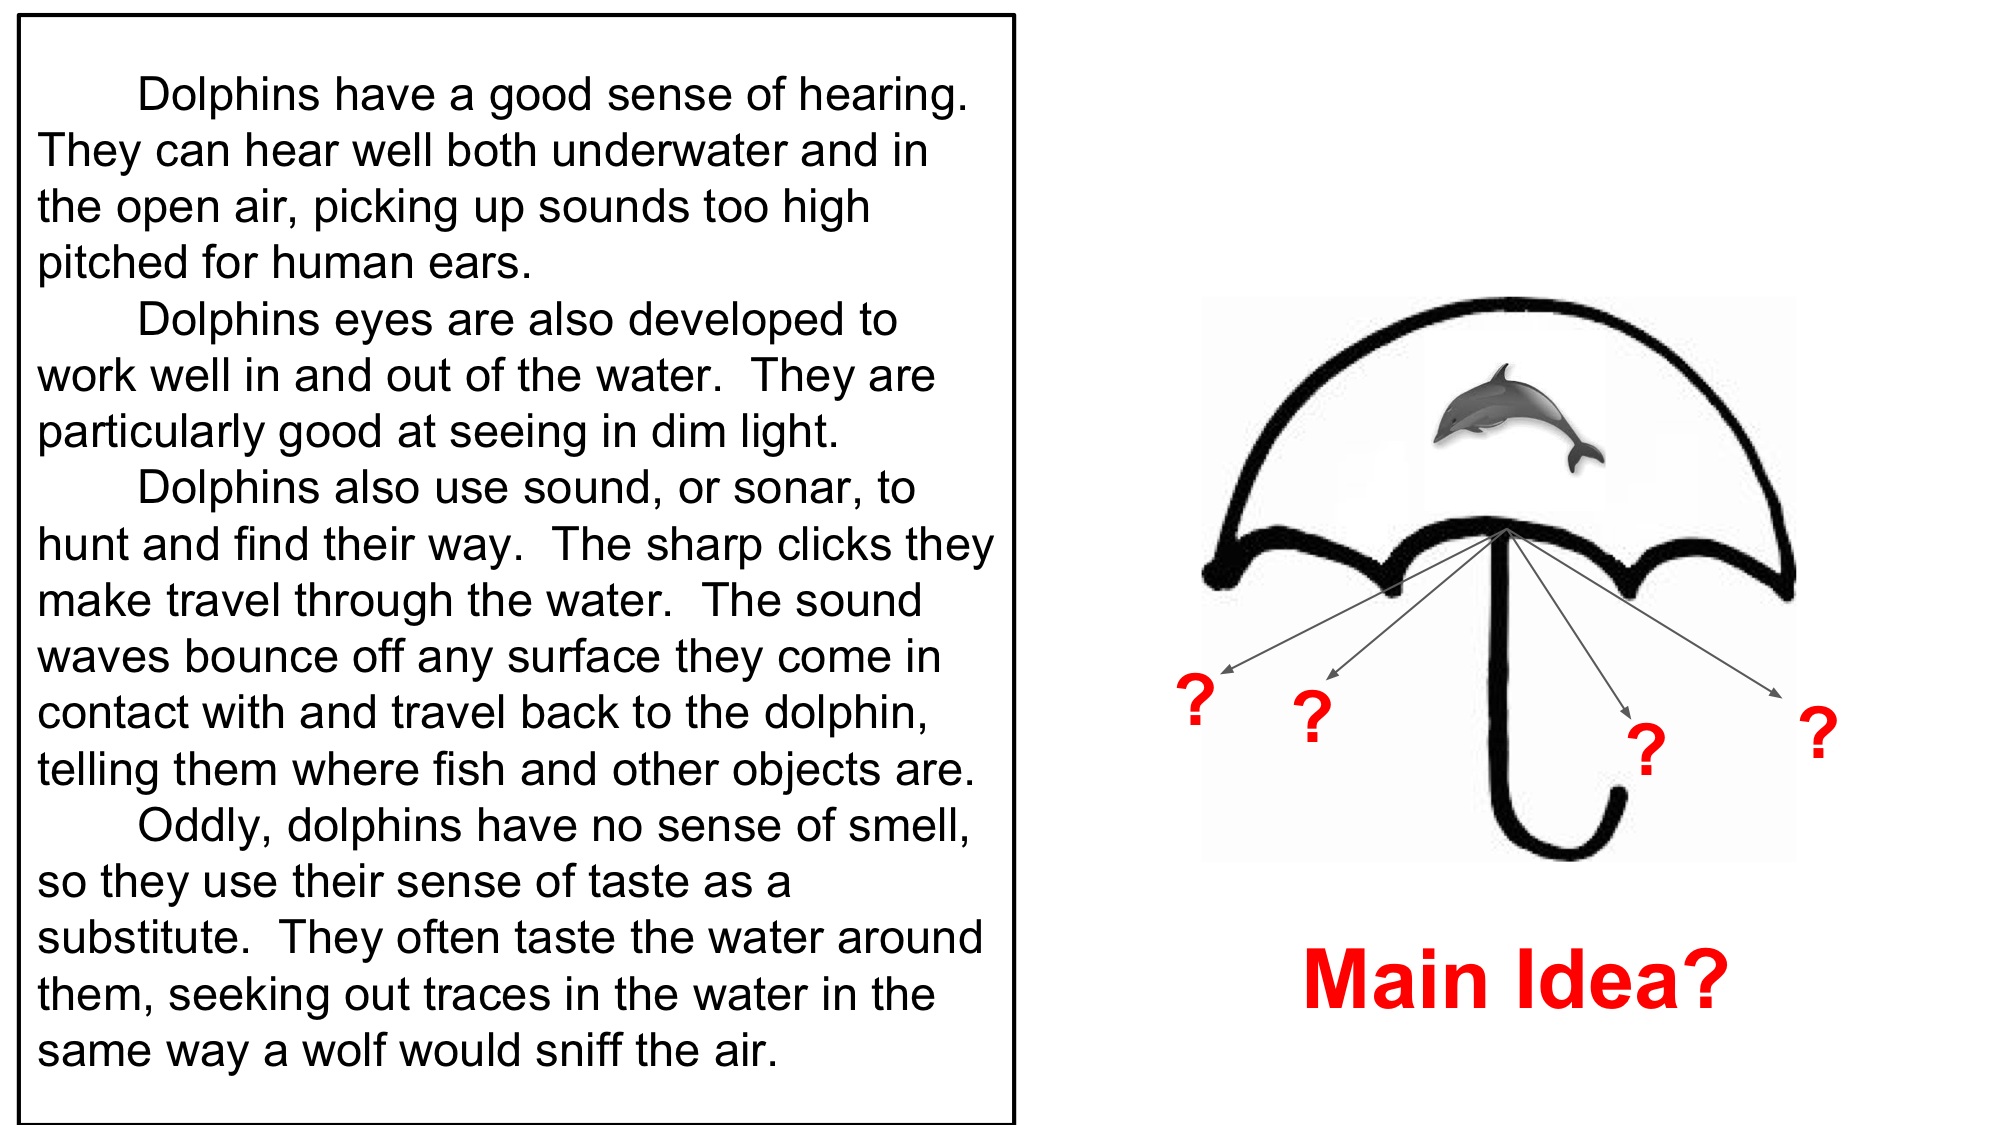 Dolphins have a good sense of hearing.
They can hear well both underwater and in
the open air, picking up sounds too high
pitched for human ears.
Dolphins eyes are also developed to
work well in and out of the water.  They are
particularly good at seeing in dim light.
Dolphins also use sound, or sonar, to
hunt and find their way.  The sharp clicks they
make travel through the water.  The sound
waves bounce off any surface they come in
contact with and travel back to the dolphin,
telling them where fish and other objects are.
Oddly, dolphins have no sense of smell,
so they use their sense of taste as a
substitute.  They often taste the water around
them, seeking out traces in the water in the
same way a wolf would sniff the air.
?
?
?
?
Main Idea?